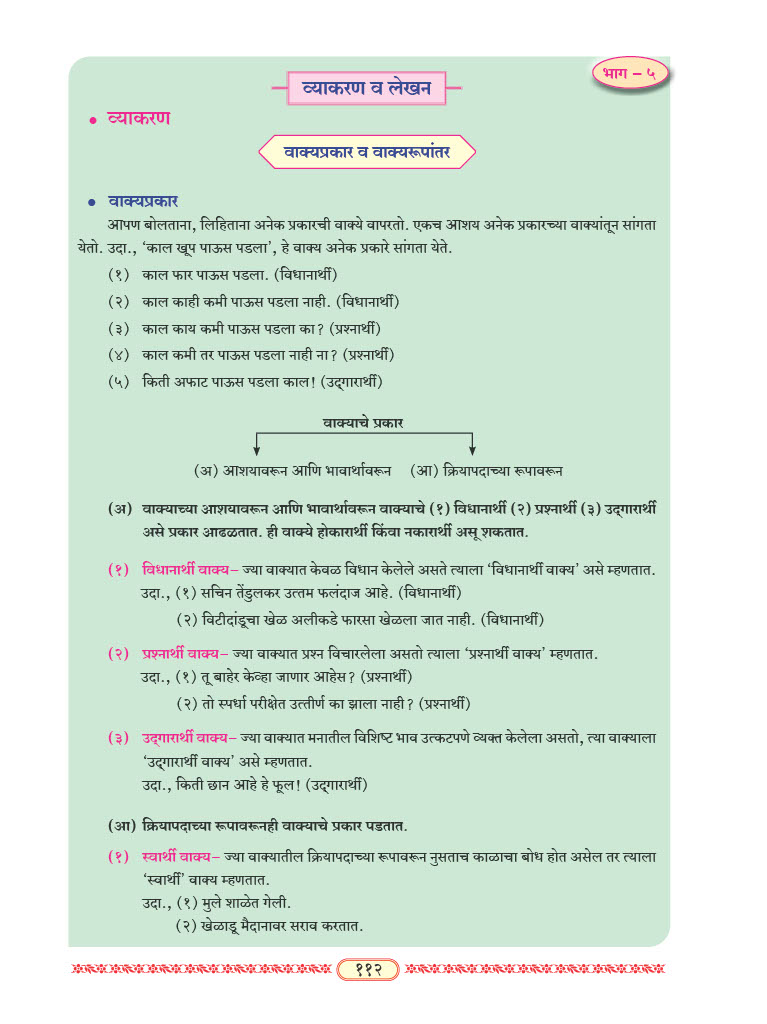 भाग – ५
व्याकरण व लेखन
• व्याकरण
वाक्यप्रकार व वाक्यरूपांतर
• वाक्यप्रकार
आपण बोलताना, लिहिताना अनेक प्रकारची वाक्ये वापरतो. एकच आशय अनेक प्रकारच्या वाक्यांतून सांगता
येतो. उदा., ‘काल खूप पाऊस पडला’, हे वाक्य अनेक प्रकारे सांगता येते.
(१) काल फार पाऊस पडला. (विधानार्थी)
(२) काल काही कमी पाऊस पडला नाही. (विधानार्थी)
(३) काल काय कमी पाऊस पडला का? (प्रश्नार्थी)
(४) काल कमी तर पाऊस पडला नाही ना? (प्रश्नार्थी)
(५) किती अफाट पाऊस पडला काल! (उद्‌गारार्थी)
वाक्याचे प्रकार
(अ) आशयावरून आणि भावार्थावरून (आ) क्रियापदाच्या रूपावरून
(अ) वाक्याच्या आशयावरून आणि भावार्थावरून वाक्याचे (१) विधानार्थी (२) प्रश्नार्थी (३) उद्‌गारार्थी
असे प्रकार आढळतात. ही वाक्ये होकारार्थी किंवा नकारार्थी असू शकतात.
(१) विधानार्थी वाक्य– ज्या वाक्यात केवळ विधान केलेले असते त्याला ‘विधानार्थी वाक्य’ असे म्हणतात.
उदा., (१) सचिन तेंडुलकर उत्तम फलंदाज आहे. (विधानार्थी)
(२) विटीदांडूचा खेळ अलीकडे फारसा खेळला जात नाही. (विधानार्थी)
(२) प्रश्नार्थी वाक्य– ज्या वाक्यात प्रश्न विचारलेला असतो त्याला ‘प्रश्नार्थी वाक्य’ म्हणतात.
उदा., (१) तू बाहेर केव्हा जाणार आहेस? (प्रश्नार्थी)
(२) तो स्पर्धा परीक्षेत उत्तीर्ण का झाला नाही? (प्रश्नार्थी)
(३) उद्‌गारार्थी वाक्य– ज्या वाक्यात मनातील विशिष्ट भाव उत्कटपणे व्यक्त केलेला असतो, त्या वाक्याला
‘उद्‌गारार्थी वाक्य’ असे म्हणतात.
उदा., किती छान आहे हे फूल! (उद्‌गारार्थी)
(आ) क्रियापदाच्या रूपावरूनही वाक्याचे प्रकार पडतात.
(१) स्वार्थी वाक्य– ज्या वाक्यातील क्रियापदाच्या रूपावरून नुसताच काळाचा बोध होत असेल तर त्याला
‘स्वार्थी’ वाक्य म्हणतात.
उदा., (१) मुले शाळेत गेली.
(२) खेळाडू मैदानावर सराव करतात.
११२